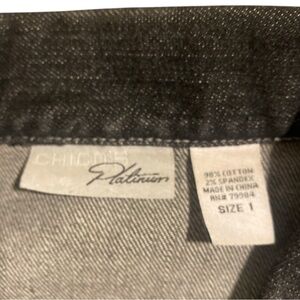 CHICO'S
Platinum
98% COTTON
2% SPANDEX
MADE IN CHINA
RN# 79984
SIZE 1